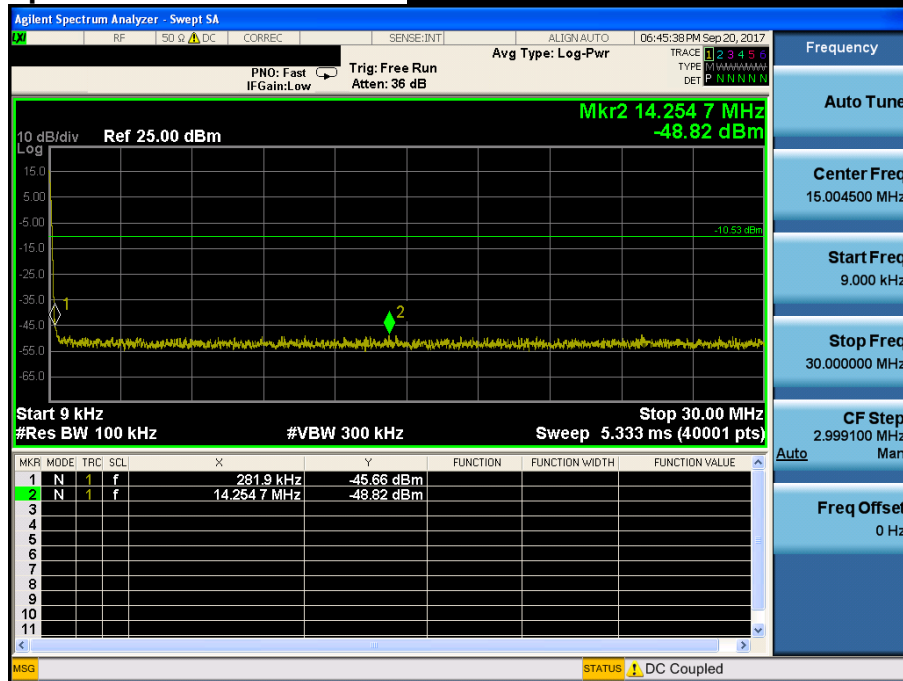 Agilent Spectrum Analyzer - Swept SA
LXI RF 50 Ω DC CORREC SENSE:INT ALIGN AUTO 06:45:38 PM Sep 20, 2017
Avg Type: Log-Pwr TRACE 1 2 3 4 5 6
PNO: Fast Trig: Free Run TYPE M WWWWW
IFGain:Low Atten: 36 dB DET P N N N N N
Mkr2 14.254 7 MHz
10 dB/div Ref 25.00 dBm -48.82 dBm
Log
15.0
5.00
-5.00
-10.53 dBm
-15.0
-25.0
-35.0
1
2
-45.0
-55.0
-65.0
Start 9 kHz Stop 30.00 MHz
#Res BW 100 kHz #VBW 300 kHz Sweep 5.333 ms (40001 pts)
MKR MODE TRC SCL X Y FUNCTION FUNCTION WIDTH FUNCTION VALUE
1 N 1 f 281.9 kHz -45.66 dBm
2 N 1 f 14.254 7 MHz -48.82 dBm
3
4
5
6
7
8
9
10
11
MSG STATUS DC Coupled
Frequency
Auto Tune
Center Freq
15.004500 MHz
Start Freq
9.000 kHz
Stop Freq
30.000000 MHz
CF Step
2.999100 MHz
Auto Man
Freq Offset
0 Hz